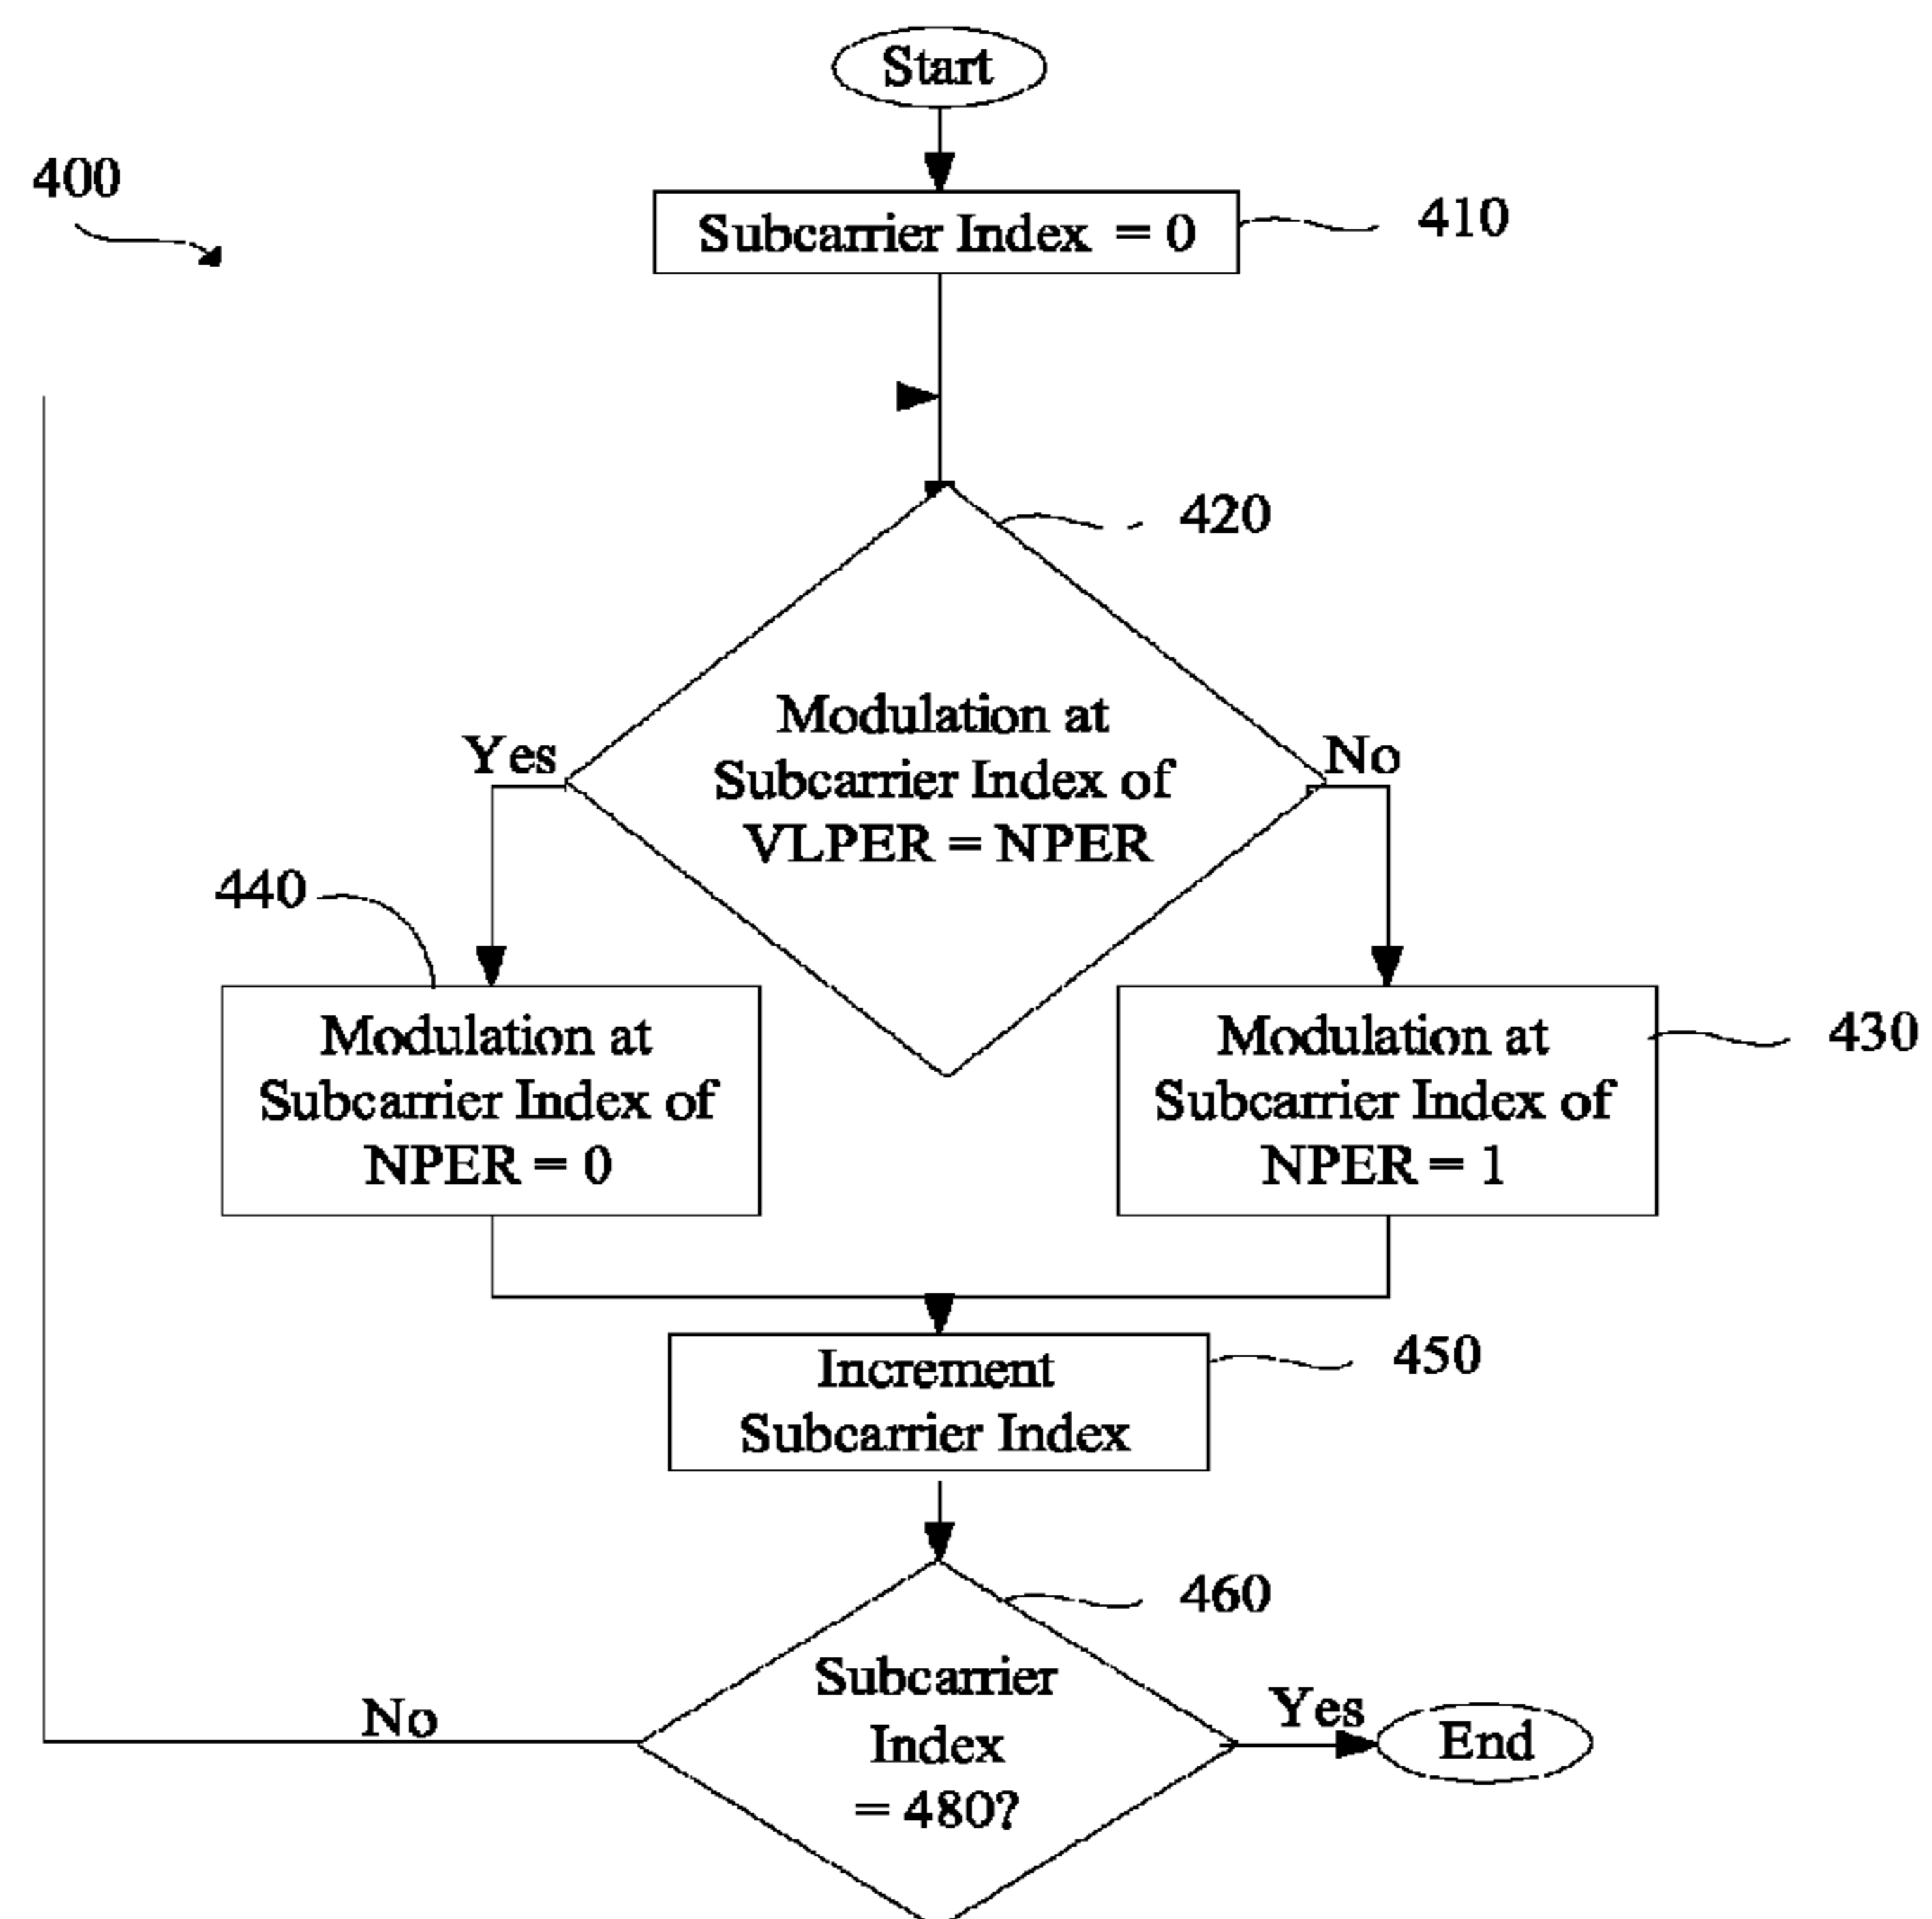 Start
400
Subcarrier Index = 0
410
420
Modulation at
Subcarrier Index of
VLPER = NPER
Yes
No
440
Modulation at
Subcarrier Index of
NPER = 0
Modulation at
Subcarrier Index of
NPER = 1
430
Increment
Subcarrier Index
450
460
Subcarrier
Index
= 480?
No
Yes
End